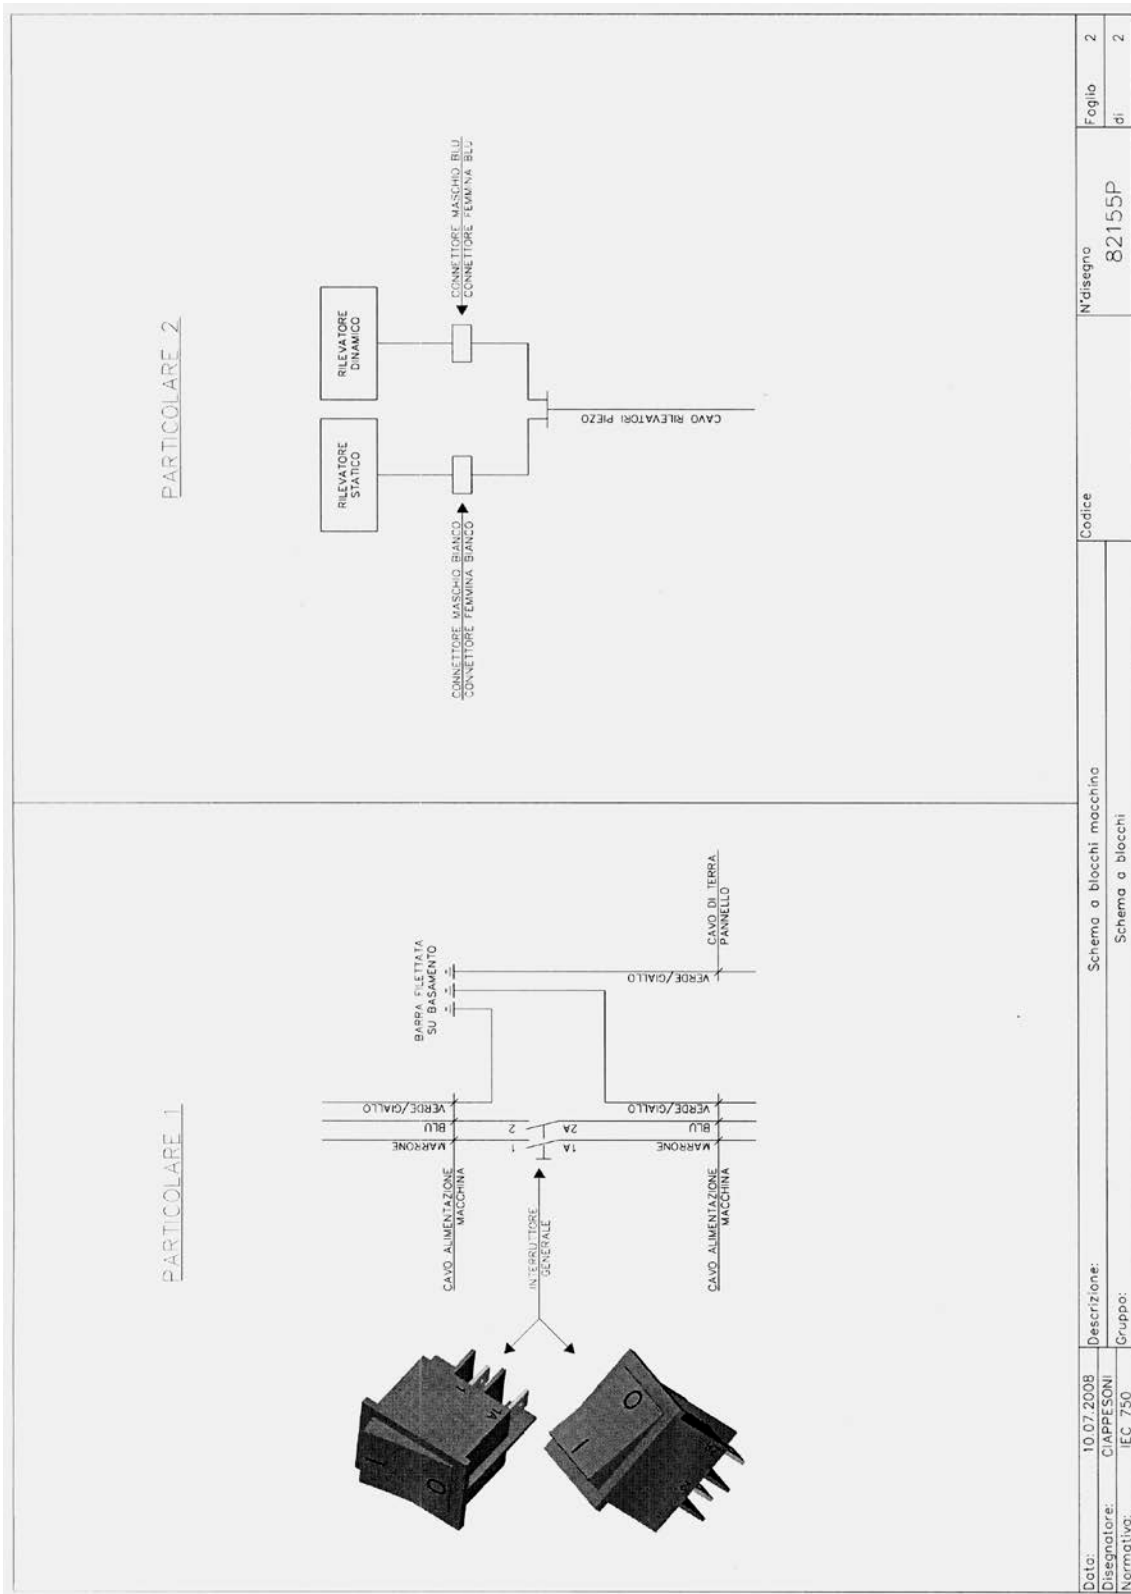 PARTICOLARE 1
CAVO ALIMENTAZIONE
MACCHINA
MARRONE
BLU
VERDE/GIALLO
BARRA FILETTATA
SU BASAMENTO
INTERRUTTORE
GENERALE
1
2
1A
2A
MARRONE
BLU
VERDE/GIALLO
VERDE/GIALLO
CAVO ALIMENTAZIONE
MACCHINA
CAVO DI TERRA
PANNELLO
I
O
1A
I
O
PARTICOLARE 2
RILEVATORE
STATICO
RILEVATORE
DINAMICO
CONNETTORE MASCHIO BIANCO
CONNETTORE FEMMINA BIANCO
CONNETTORE MASCHIO BLU
CONNETTORE FEMMINA BLU
CAVO RILEVATORI PIEZO
Data: 10.07.2008
Disegnatore: CIAPPESONI
Normativa: IEC 750
Descrizione: Schema a blocchi macchina
Gruppo: Schema a blocchi
Codice
N°disegno
82155P
Foglio 2
di 2